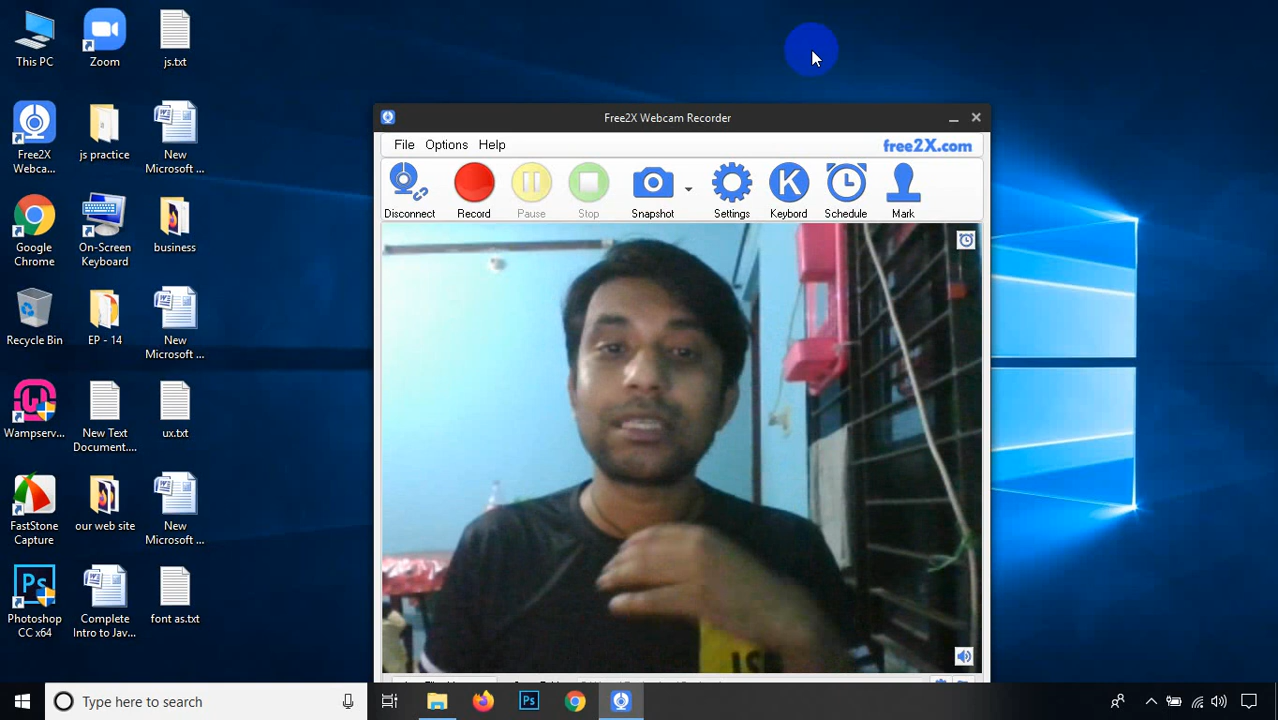 This PC
Zoom
js.txt
Free2X
Webca...
js practice
New
Microsoft ...
Google
Chrome
On-Screen
Keyboard
business
Recycle Bin
EP - 14
New
Microsoft ...
Wampserv...
New Text
Document....
ux.txt
FastStone
Capture
our web site
New
Microsoft ...
Ps
Photoshop
CC x64
Complete
Intro to Jav...
font as.txt
Free2X Webcam Recorder
File Options Help
free2X.com
K
Disconnect Record Pause Stop Snapshot Settings Keybord Schedule Mark
Type here to search
Ps